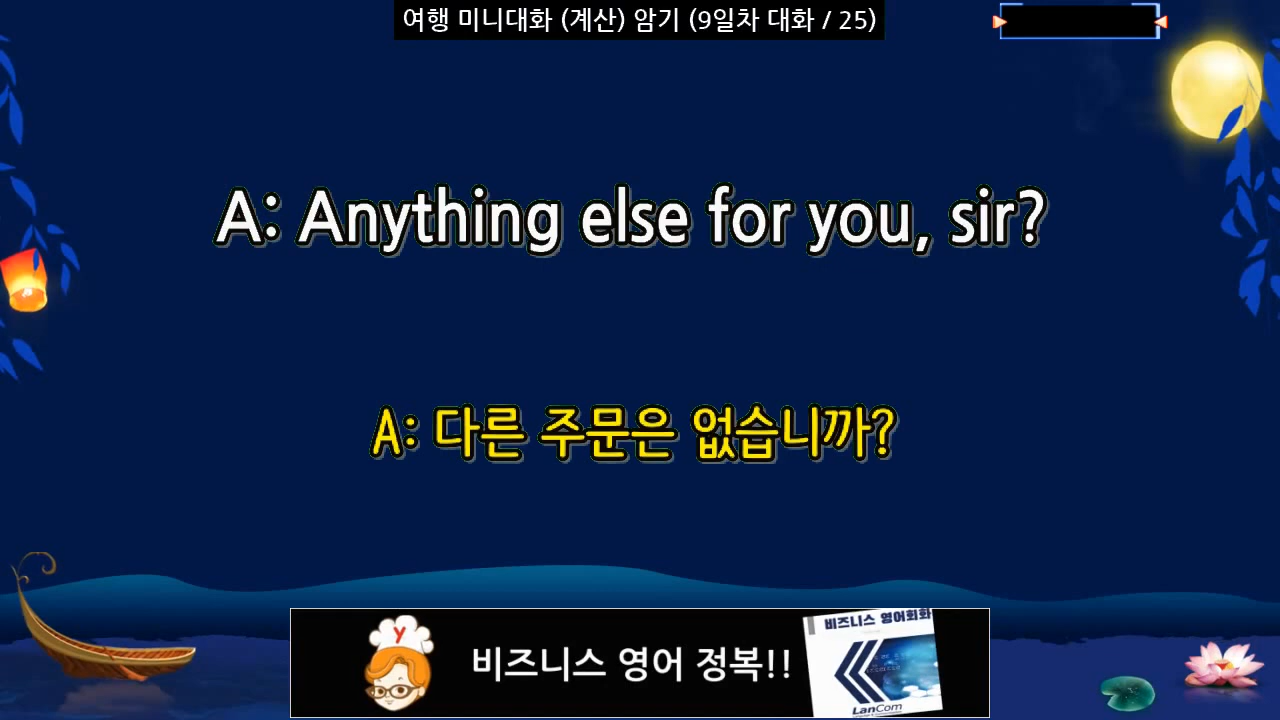 여행 미니대화 (계산) 암기 (9일차 대화 / 25)
A: Anything else for you, sir?
A: 다른 주문은 없습니까?
Y
비즈니스 영어 정복!!
비즈니스 영어회화
LanCom